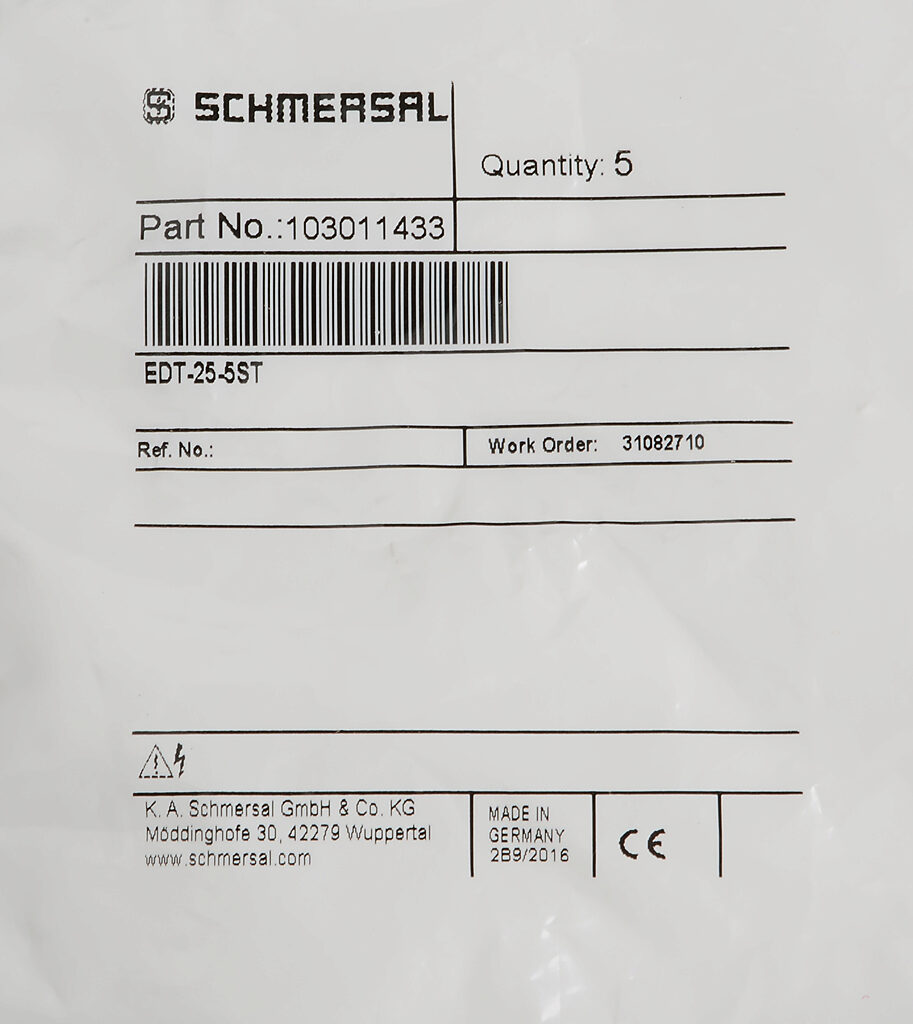 SCHMERSAL
Quantity: 5
Part No.:103011433
EDT-25-5ST
Ref. No.:
Work Order: 31082710
K. A. Schmersal GmbH & Co. KG
Möddinghofe 30, 42279 Wuppertal
www.schmersal.com
MADE IN
GERMANY
2B9/2016
CE